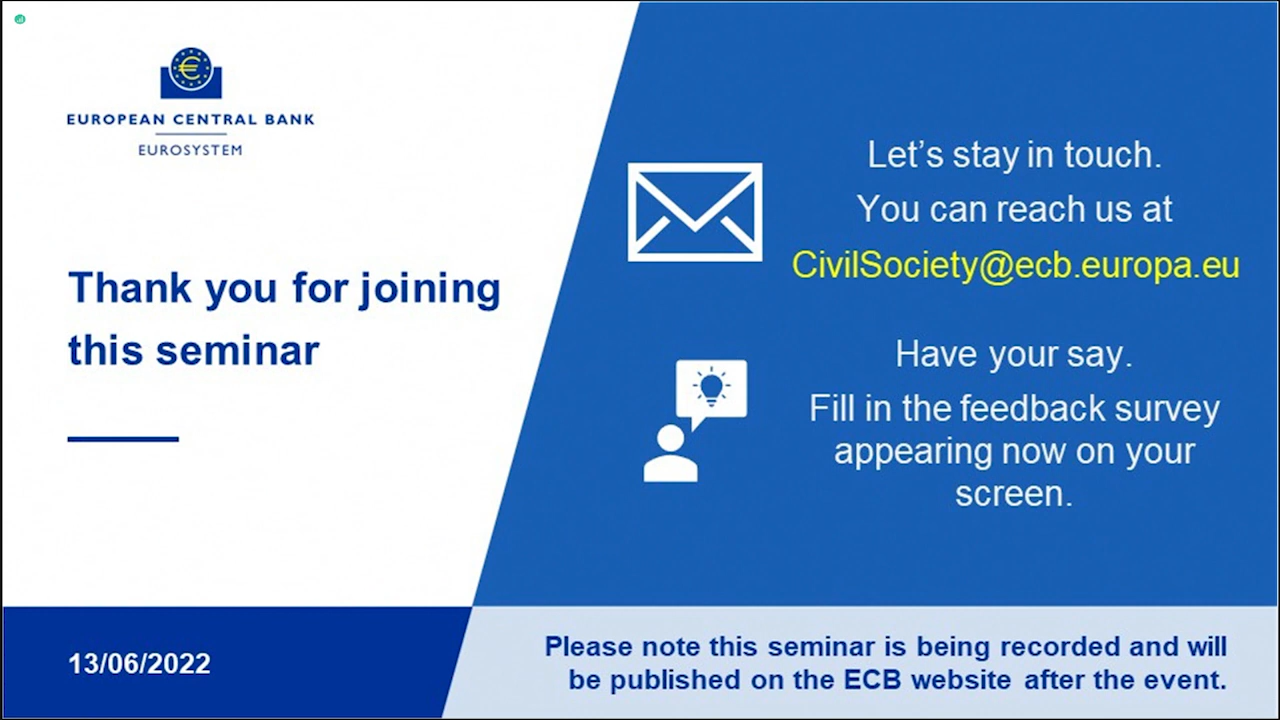 EUROPEAN CENTRAL BANK
EUROSYSTEM
Thank you for joining
this seminar
13/06/2022
Let's stay in touch.
You can reach us at
CivilSociety@ecb.europa.eu
Have your say.
Fill in the feedback survey
appearing now on your
screen.
Please note this seminar is being recorded and will
be published on the ECB website after the event.